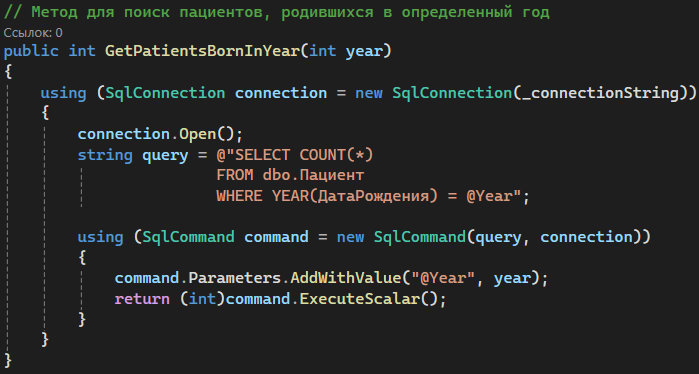 // Метод для поиск пациентов, родившихся в определенный год
Ссылок: 0
public int GetPatientsBornInYear(int year)
{
using (SqlConnection connection = new SqlConnection(_connectionString))
{
connection.Open();
string query = @"SELECT COUNT(*)
FROM dbo.Пациент
WHERE YEAR(ДатаРождения) = @Year";
using (SqlCommand command = new SqlCommand(query, connection))
{
command.Parameters.AddWithValue("@Year", year);
return (int)command.ExecuteScalar();
}
}
}